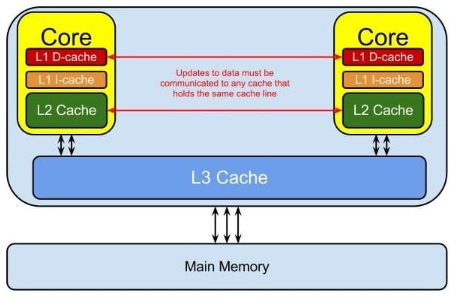 Core
L1 D-cache
L1 I-cache
L2 Cache
Updates to data must be
communicated to any cache that
holds the same cache line
Core
L1 D-cache
L1 I-cache
L2 Cache
L3 Cache
Main Memory